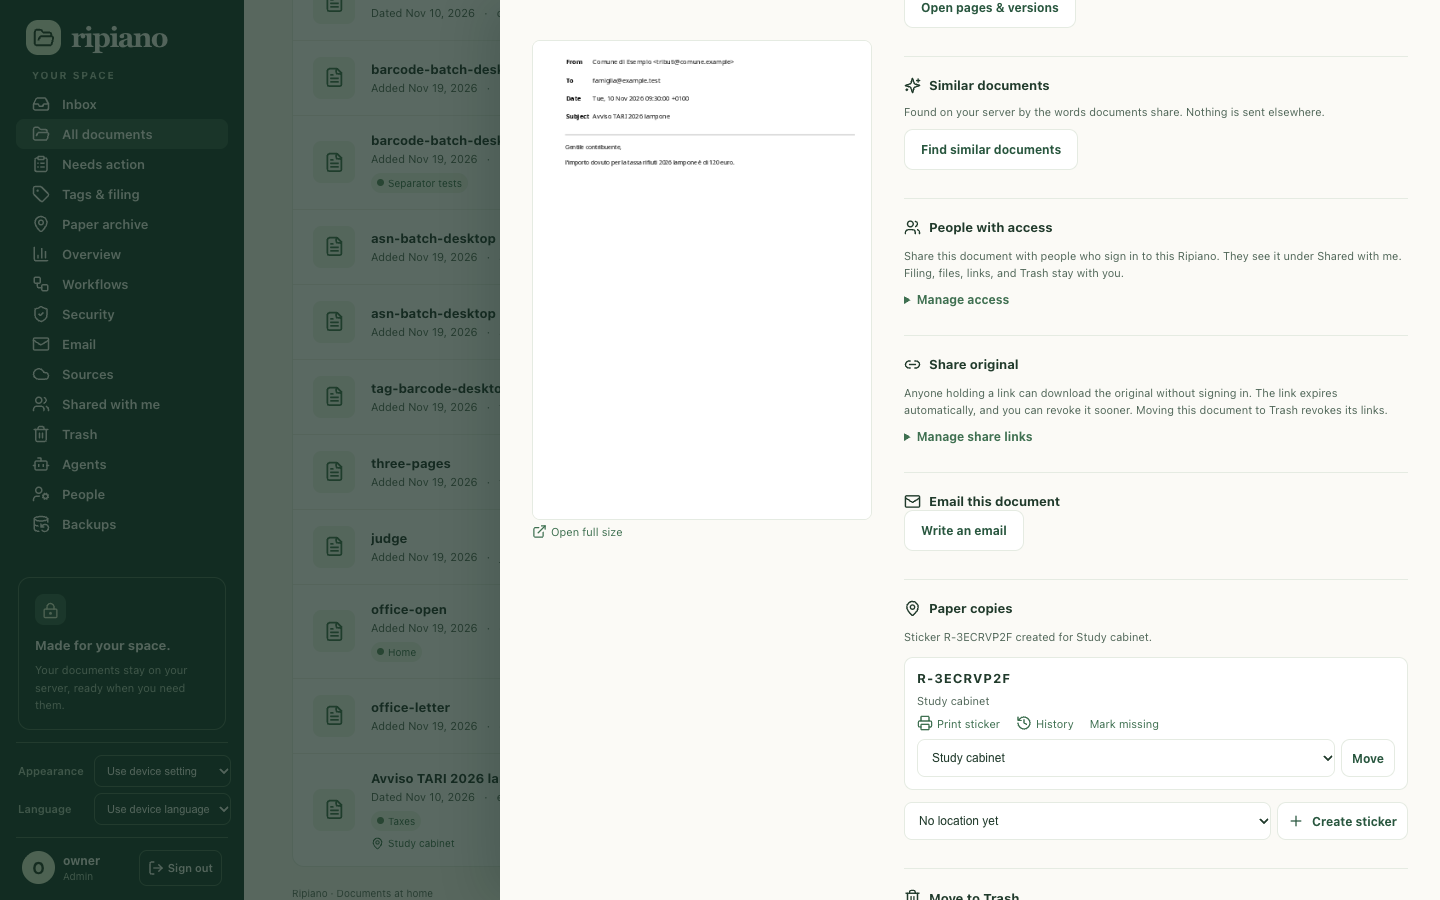 ripiano
YOUR SPACE
Inbox
All documents
Needs action
Tags & filing
Paper archive
Overview
Workflows
Security
Email
Sources
Shared with me
Trash
Agents
People
Backups
Made for your space.
Your documents stay on your
server, ready when you need
them.
Appearance Use device setting
Language Use device language
O owner
Admin
Sign out
Dated Nov 10, 2026 ·
barcode-batch-desk
Added Nov 19, 2026 ·
barcode-batch-desk
Added Nov 19, 2026 ·
Separator tests
asn-batch-desktop
Added Nov 19, 2026 ·
asn-batch-desktop
Added Nov 19, 2026 ·
tag-barcode-deskto
Added Nov 19, 2026 ·
three-pages
Added Nov 19, 2026 ·
judge
Added Nov 19, 2026 ·
office-open
Added Nov 19, 2026 ·
Home
office-letter
Added Nov 19, 2026 ·
Avviso TARI 2026 la
Dated Nov 10, 2026 ·
Taxes
Study cabinet
Ripiano · Documents at home
From Comune di Esempio <tributi@comune.example>
To famiglia@example.test
Date Tue, 10 Nov 2026 09:30:00 +0100
Subject Avviso TARI 2026 lampone
Gentile contribuente,
l'importo dovuto per la tassa rifiuti 2026 lampone è di 120 euro.
Open full size
Open pages & versions
Similar documents
Found on your server by the words documents share. Nothing is sent elsewhere.
Find similar documents
People with access
Share this document with people who sign in to this Ripiano. They see it under Shared with me.
Filing, files, links, and Trash stay with you.
Manage access
Share original
Anyone holding a link can download the original without signing in. The link expires
automatically, and you can revoke it sooner. Moving this document to Trash revokes its links.
Manage share links
Email this document
Write an email
Paper copies
Sticker R-3ECRVP2F created for Study cabinet.
R-3ECRVP2F
Study cabinet
Print sticker History Mark missing
Study cabinet Move
No location yet Create sticker
Move to Trash